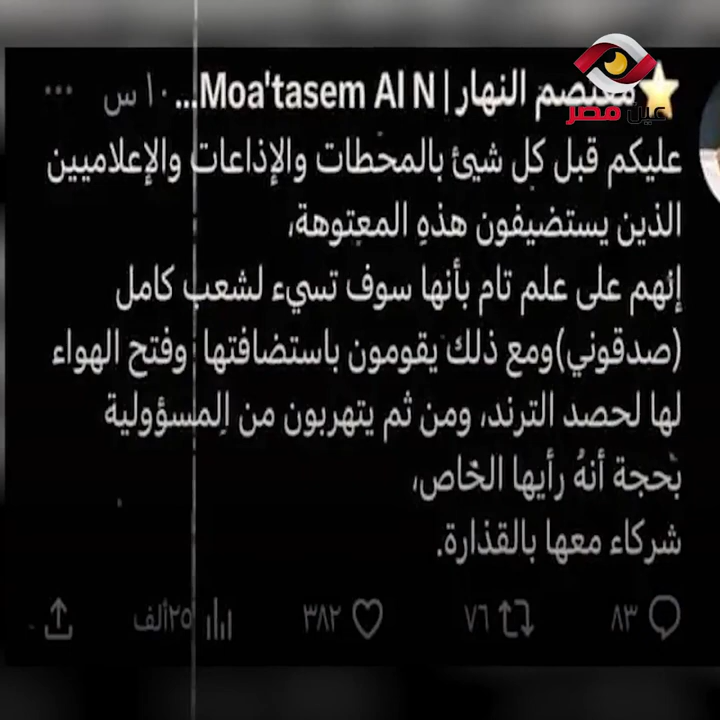 معتصم النهار | Moa'tasem Al N... ١٠ س
عين مصر
عليكم قبل كل شيئ بالمحطات والإذاعات والإعلاميين
الذين يستضيفون هذهِ المعتوهة،
إنهم على علم تام بأنها سوف تسيء لشعب كامل
(صدقوني)ومع ذلك يقومون باستضافتها وفتح الهواء
لها لحصد الترند، ومن ثم يتهربون من المسؤولية
بحجة أنهُ رأيها الخاص،
شركاء معها بالقذارة.
٨٣ ٧٦ ٣٨٢ ٢٥ألف